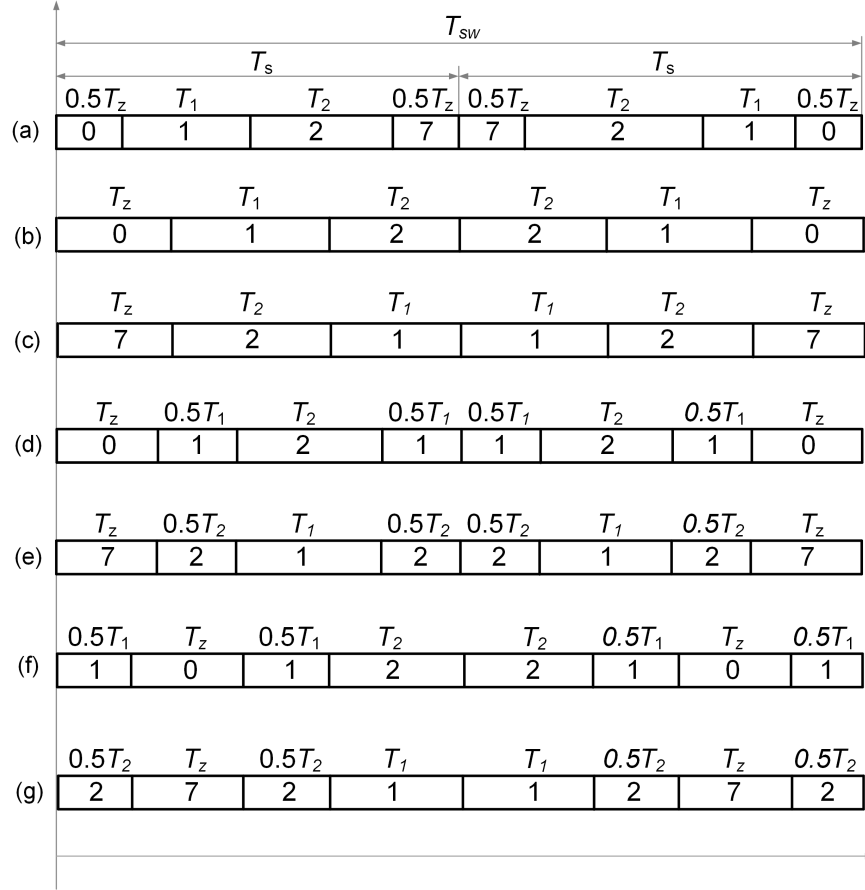 T_sw
T_s T_s
0.5T_z T_1 T_2 0.5T_z 0.5T_z T_2 T_1 0.5T_z
(a) 0 1 2 7 7 2 1 0
T_z T_1 T_2 T_2 T_1 T_z
(b) 0 1 2 2 1 0
T_z T_2 T_1 T_1 T_2 T_z
(c) 7 2 1 1 2 7
T_z 0.5T_1 T_2 0.5T_1 0.5T_1 T_2 0.5T_1 T_z
(d) 0 1 2 1 1 2 1 0
T_z 0.5T_2 T_1 0.5T_2 0.5T_2 T_1 0.5T_2 T_z
(e) 7 2 1 2 2 1 2 7
0.5T_1 T_z 0.5T_1 T_2 T_2 0.5T_1 T_z 0.5T_1
(f) 1 0 1 2 2 1 0 1
0.5T_2 T_z 0.5T_2 T_1 T_1 0.5T_2 T_z 0.5T_2
(g) 2 7 2 1 1 2 7 2